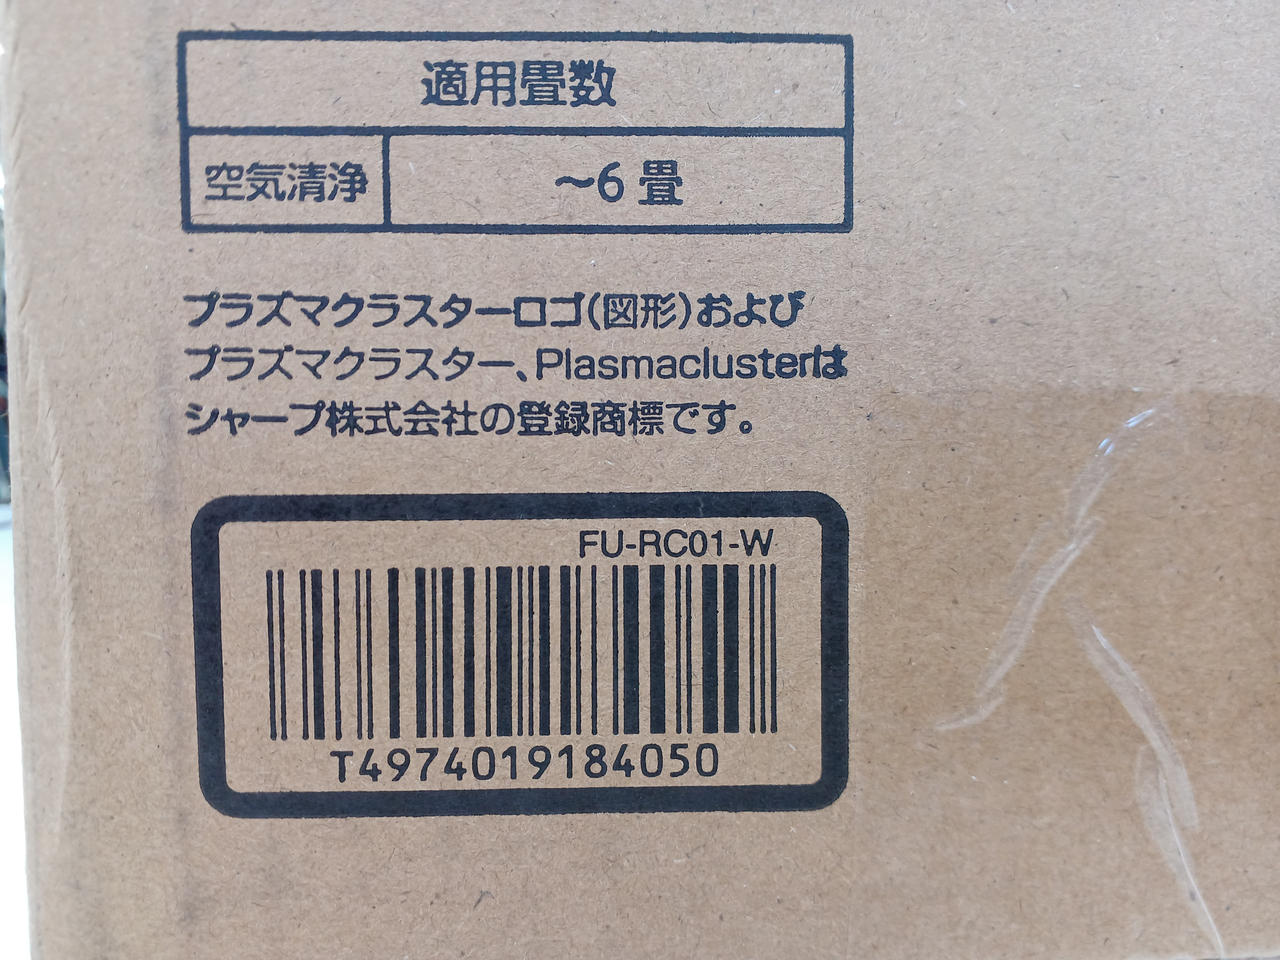 適用畳数
空気清浄 ～6 畳
プラズマクラスターロゴ(図形)および
プラズマクラスター、Plasmaclusterは
シャープ株式会社の登録商標です。
FU-RC01-W
T4974019184050